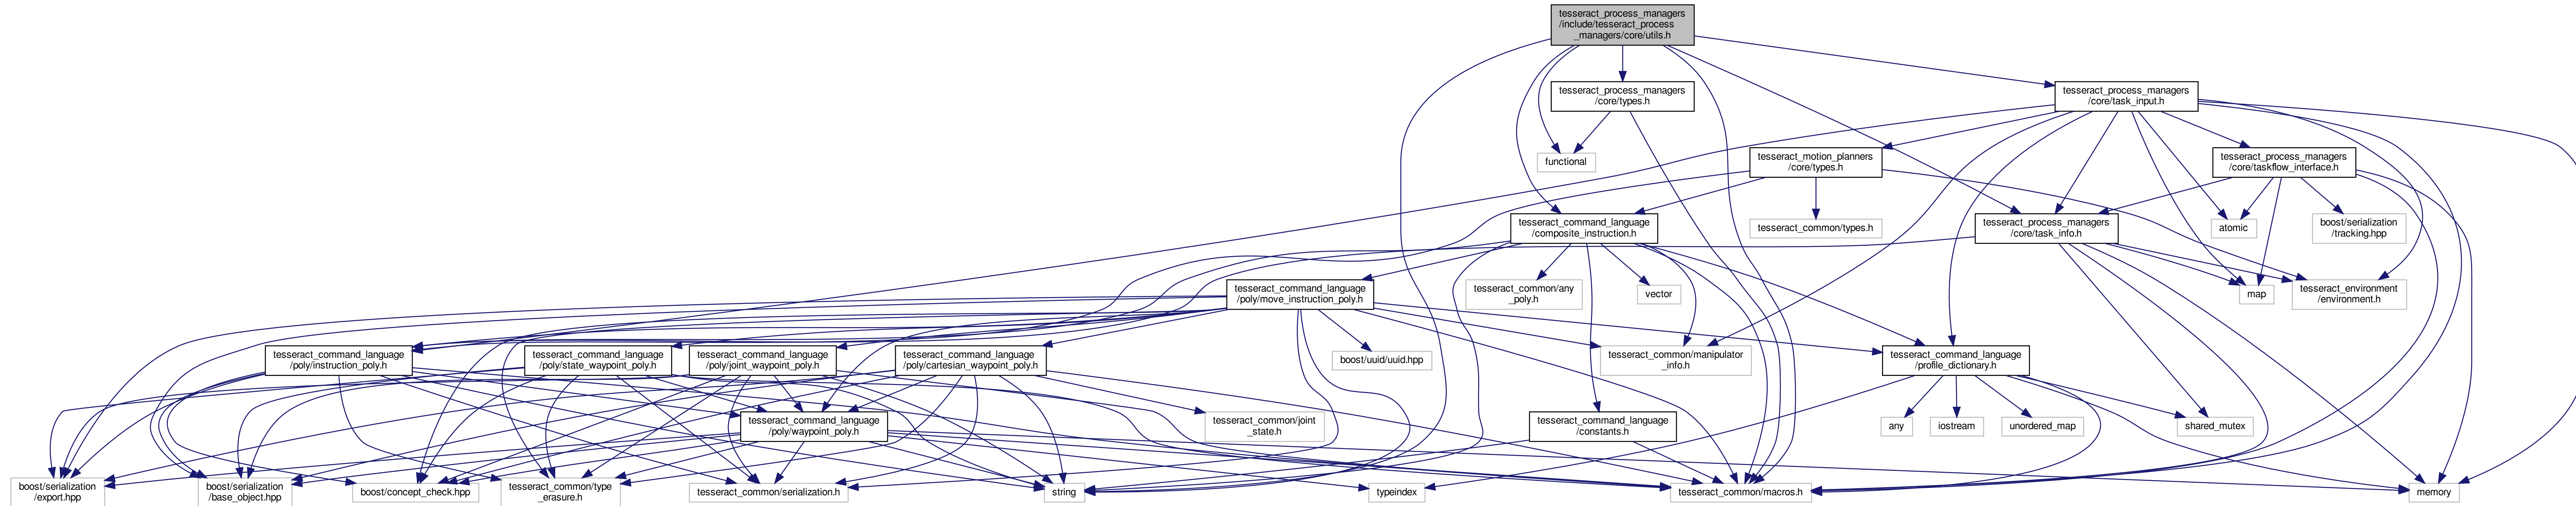 tesseract_process_managers
/include/tesseract_process
_managers/core/utils.h
tesseract_process_managers
/core/types.h
tesseract_process_managers
/core/task_input.h
functional
tesseract_motion_planners
/core/types.h
tesseract_process_managers
/core/taskflow_interface.h
tesseract_command_language
/composite_instruction.h
tesseract_common/types.h
tesseract_process_managers
/core/task_info.h
atomic
boost/serialization
/tracking.hpp
tesseract_command_language
/poly/move_instruction_poly.h
tesseract_common/any
_poly.h
vector
map
tesseract_environment
/environment.h
tesseract_command_language
/poly/instruction_poly.h
tesseract_command_language
/poly/state_waypoint_poly.h
tesseract_command_language
/poly/joint_waypoint_poly.h
tesseract_command_language
/poly/cartesian_waypoint_poly.h
boost/uuid/uuid.hpp
tesseract_common/manipulator
_info.h
tesseract_command_language
/profile_dictionary.h
tesseract_command_language
/poly/waypoint_poly.h
tesseract_common/joint
_state.h
tesseract_command_language
/constants.h
any
iostream
unordered_map
shared_mutex
boost/serialization
/export.hpp
boost/serialization
/base_object.hpp
boost/concept_check.hpp
tesseract_common/type
_erasure.h
tesseract_common/serialization.h
string
typeindex
tesseract_common/macros.h
memory